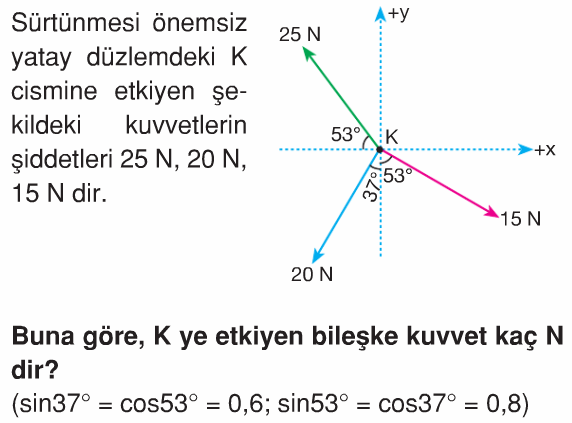 Sürtünmesi önemsiz
yatay düzlemdeki K
cismine etkiyen şe-
kildeki kuvvetlerin
şiddetleri 25 N, 20 N,
15 N dir.
+y
25 N
53°
K
+x
37°
53°
15 N
20 N
Buna göre, K ye etkiyen bileşke kuvvet kaç N
dir?
(sin37° = cos53° = 0,6; sin53° = cos37° = 0,8)